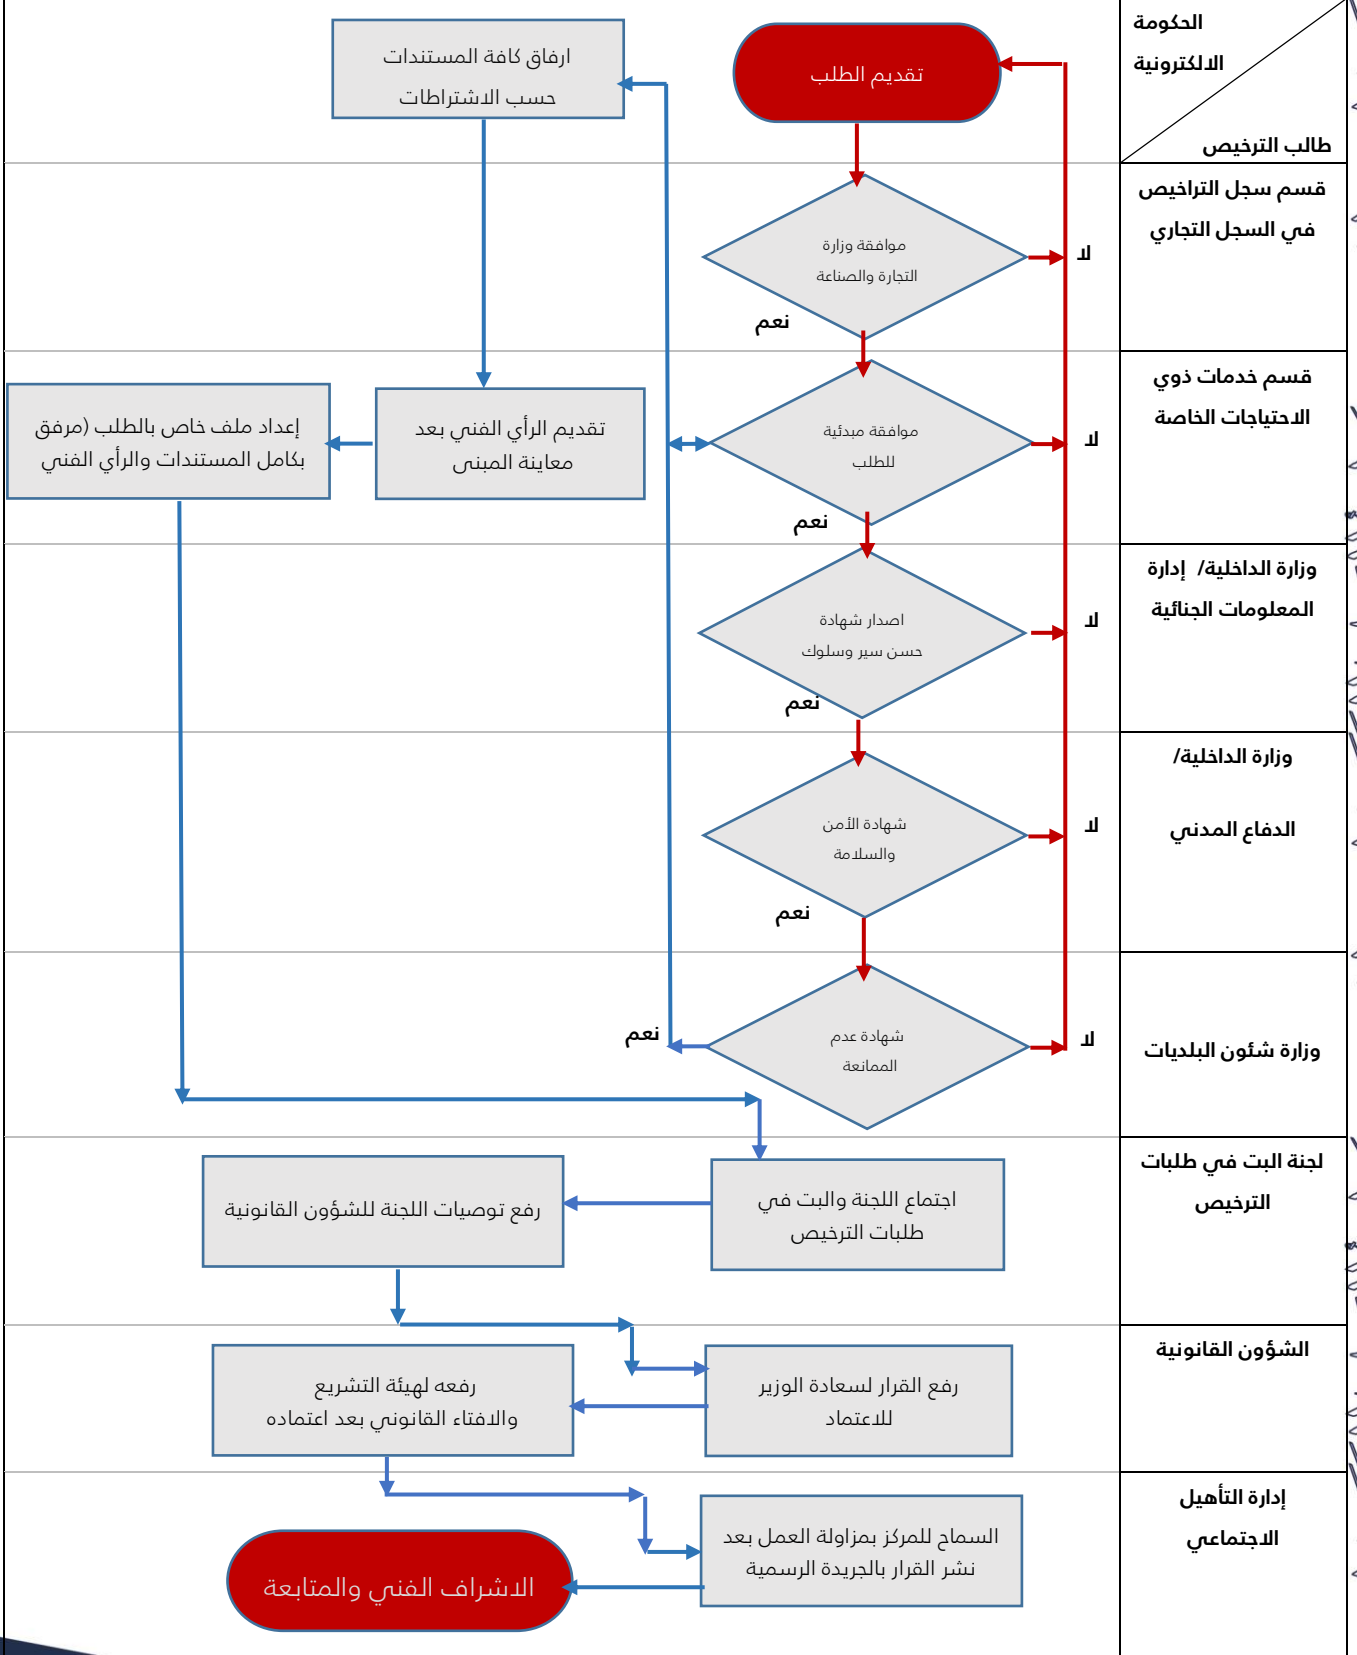 الحكومة
الالكترونية
طالب الترخيص
تقديم الطلب
ارفاق كافة المستندات
حسب الاشتراطات
قسم سجل التراخيص
في السجل التجاري
موافقة وزارة
التجارة والصناعة
لا
نعم
قسم خدمات ذوي
الاحتياجات الخاصة
موافقة مبدئية
للطلب
لا
نعم
تقديم الرأي الفني بعد
معاينة المبنى
إعداد ملف خاص بالطلب (مرفق
بكامل المستندات والرأي الفني
وزارة الداخلية/ إدارة
المعلومات الجنائية
اصدار شهادة
حسن سير وسلوك
لا
نعم
وزارة الداخلية/
الدفاع المدني
شهادة الأمن
والسلامة
لا
نعم
وزارة شئون البلديات
شهادة عدم
الممانعة
لا
نعم
لجنة البت في طلبات
الترخيص
اجتماع اللجنة والبت في
طلبات الترخيص
رفع توصيات اللجنة للشؤون القانونية
الشؤون القانونية
رفع القرار لسعادة الوزير
للاعتماد
رفعه لهيئة التشريع
والافتاء القانوني بعد اعتماده
إدارة التأهيل
الاجتماعي
السماح للمركز بمزاولة العمل بعد
نشر القرار بالجريدة الرسمية
الاشراف الفني والمتابعة